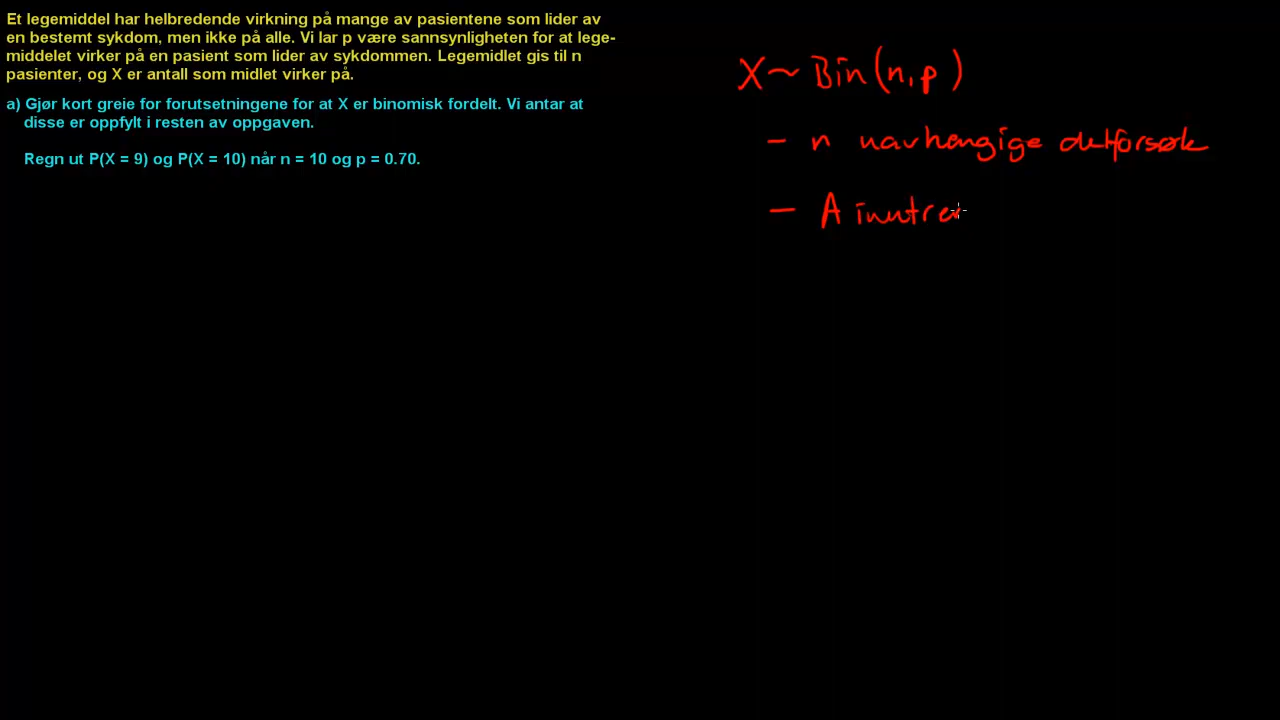 Et legemiddel har helbredende virkning på mange av pasientene som lider av
en bestemt sykdom, men ikke på alle. Vi lar p være sannsynligheten for at lege-
middelet virker på en pasient som lider av sykdommen. Legemidlet gis til n
pasienter, og X er antall som midlet virker på.
a) Gjør kort greie for forutsetningene for at X er binomisk fordelt. Vi antar at
disse er oppfylt i resten av oppgaven.
Regn ut P(X = 9) og P(X = 10) når n = 10 og p = 0.70.
X ~ Bin(n, p)
- n uavhengige delforsøk
- A inntre